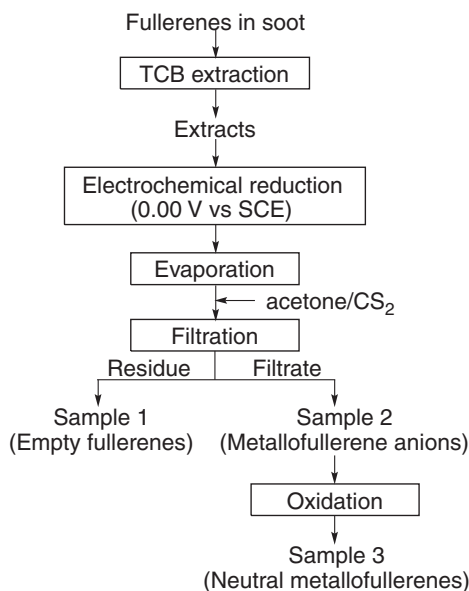 Fullerenes in soot
TCB extraction
Extracts
Electrochemical reduction
(0.00 V vs SCE)
Evaporation
acetone/CS₂
Filtration
Residue
Filtrate
Sample 1
(Empty fullerenes)
Sample 2
(Metallofullerene anions)
Oxidation
Sample 3
(Neutral metallofullerenes)